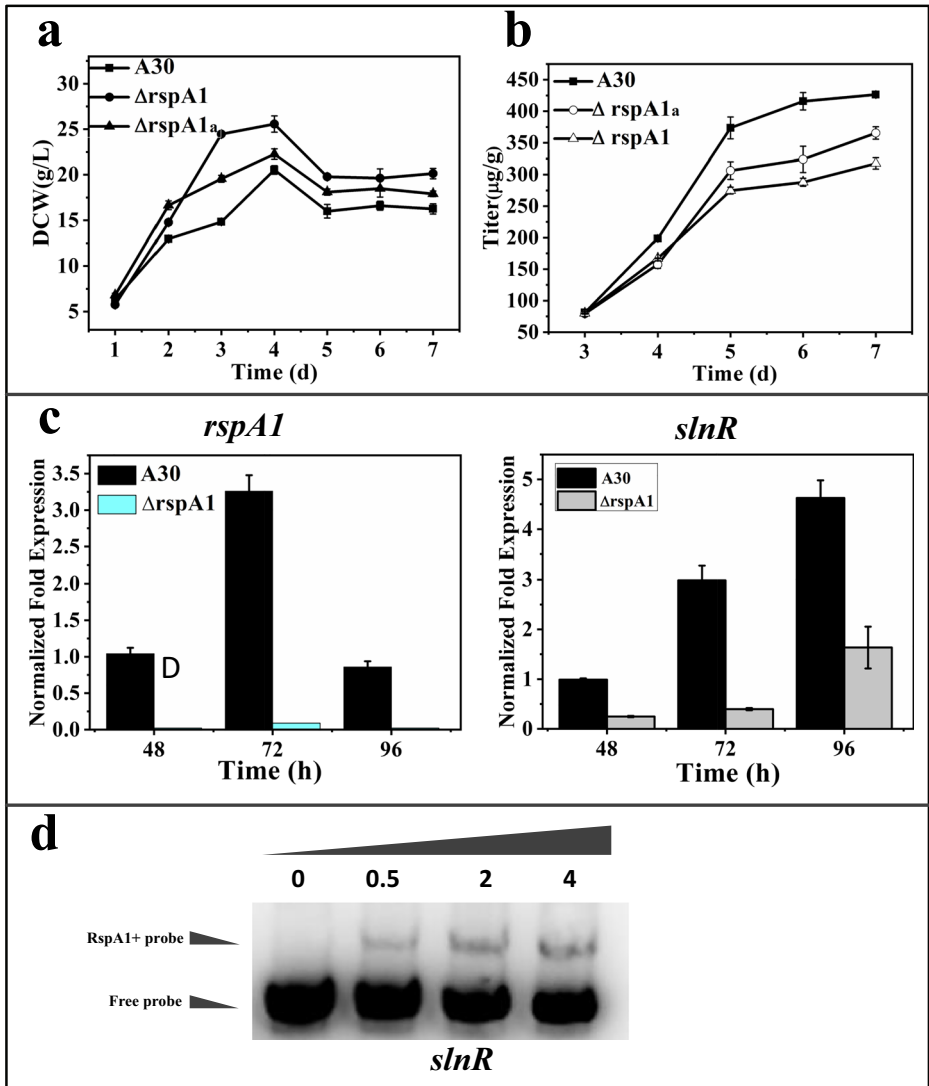 a
A30
ΔrspA1
ΔrspA1a
DCW(g/L)
30
25
20
15
10
5
1 2 3 4 5 6 7
Time (d)
b
A30
Δ rspA1a
Δ rspA1
Titer(μg/g)
450
400
350
300
250
200
150
100
50
3 4 5 6 7
Time (d)
c
rspA1
A30
ΔrspA1
Normalized Fold Expression
3.5
3.0
2.5
2.0
1.5
1.0
0.5
0.0
D
48 72 96
Time (h)
slnR
A30
ΔrspA1
Normalized Fold Expression
5
4
3
2
1
0
48 72 96
Time (h)
d
0 0.5 2 4
RspA1+ probe
Free probe
slnR